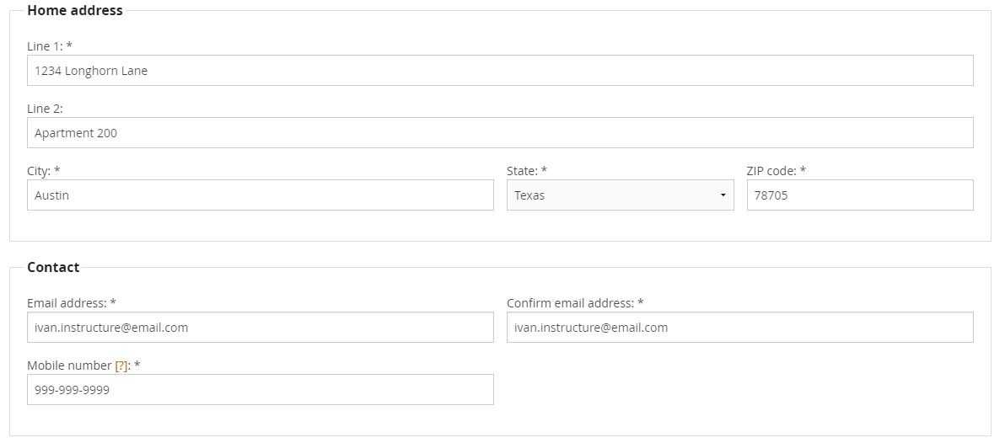 Home address
Line 1: *
1234 Longhorn Lane
Line 2:
Apartment 200
City: * State: * ZIP code: *
Austin Texas 78705
Contact
Email address: * Confirm email address: *
ivan.instructure@email.com ivan.instructure@email.com
Mobile number [?]: *
999-999-9999